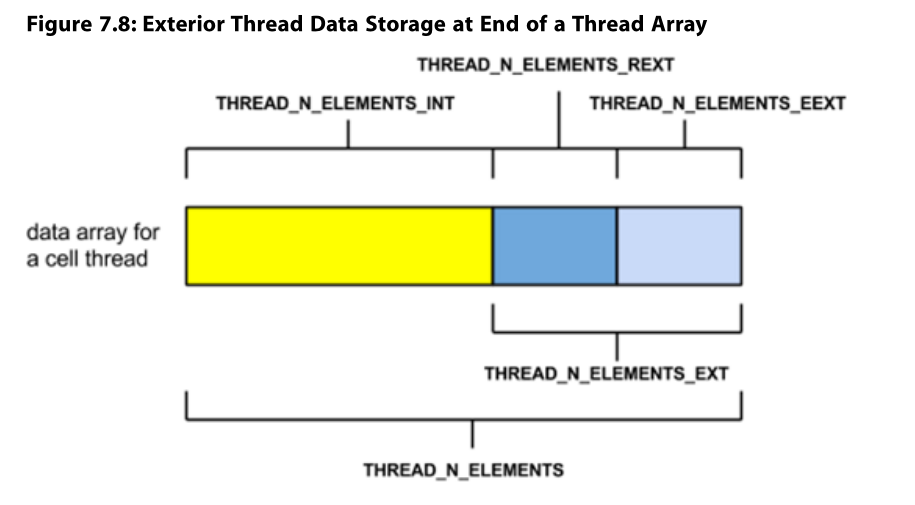 Figure 7.8: Exterior Thread Data Storage at End of a Thread Array
THREAD_N_ELEMENTS_REXT
THREAD_N_ELEMENTS_INT
THREAD_N_ELEMENTS_EEXT
data array for
a cell thread
THREAD_N_ELEMENTS_EXT
THREAD_N_ELEMENTS